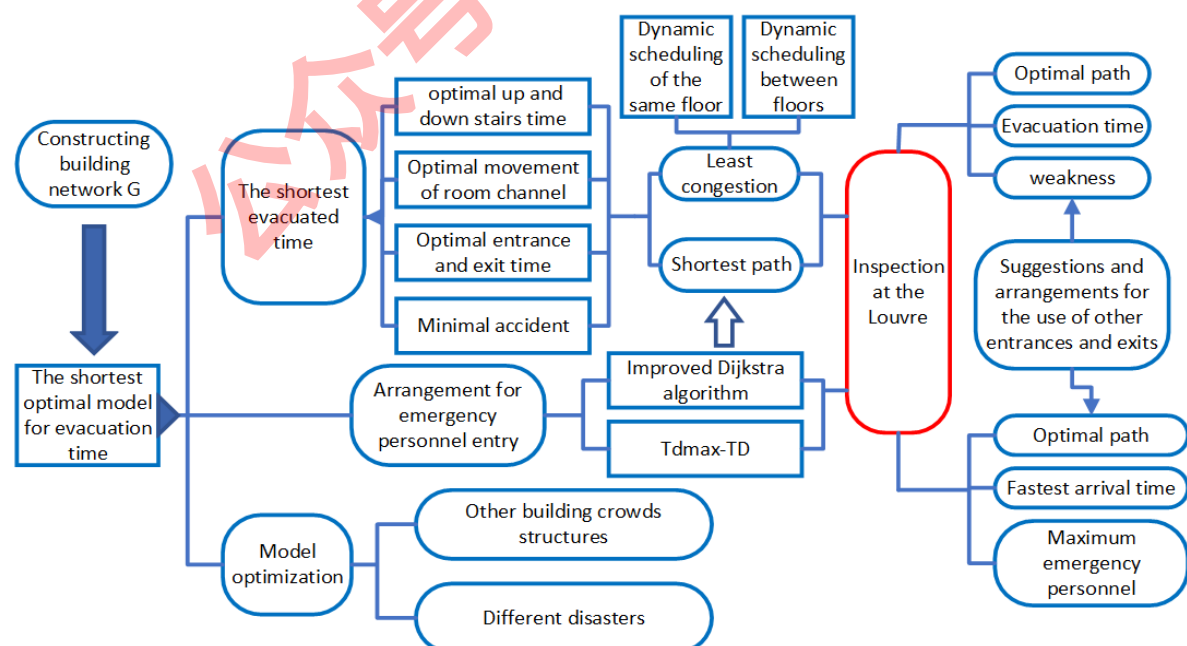 公众号
Constructing
building
network G
The shortest
optimal model
for evacuation
time
The shortest
evacuated
time
optimal up and
down stairs time
Optimal movement
of room channel
Optimal entrance
and exit time
Minimal accident
Arrangement for
emergency
personnel entry
Model
optimization
Other building crowds
structures
Different disasters
Dynamic
scheduling
of the
same floor
Dynamic
scheduling
between
floors
Least
congestion
Shortest path
Improved Dijkstra
algorithm
Tdmax-TD
Inspection
at the
Louvre
Optimal path
Evacuation time
weakness
Suggestions and
arrangements for
the use of other
entrances and exits
Optimal path
Fastest arrival time
Maximum
emergency
personnel